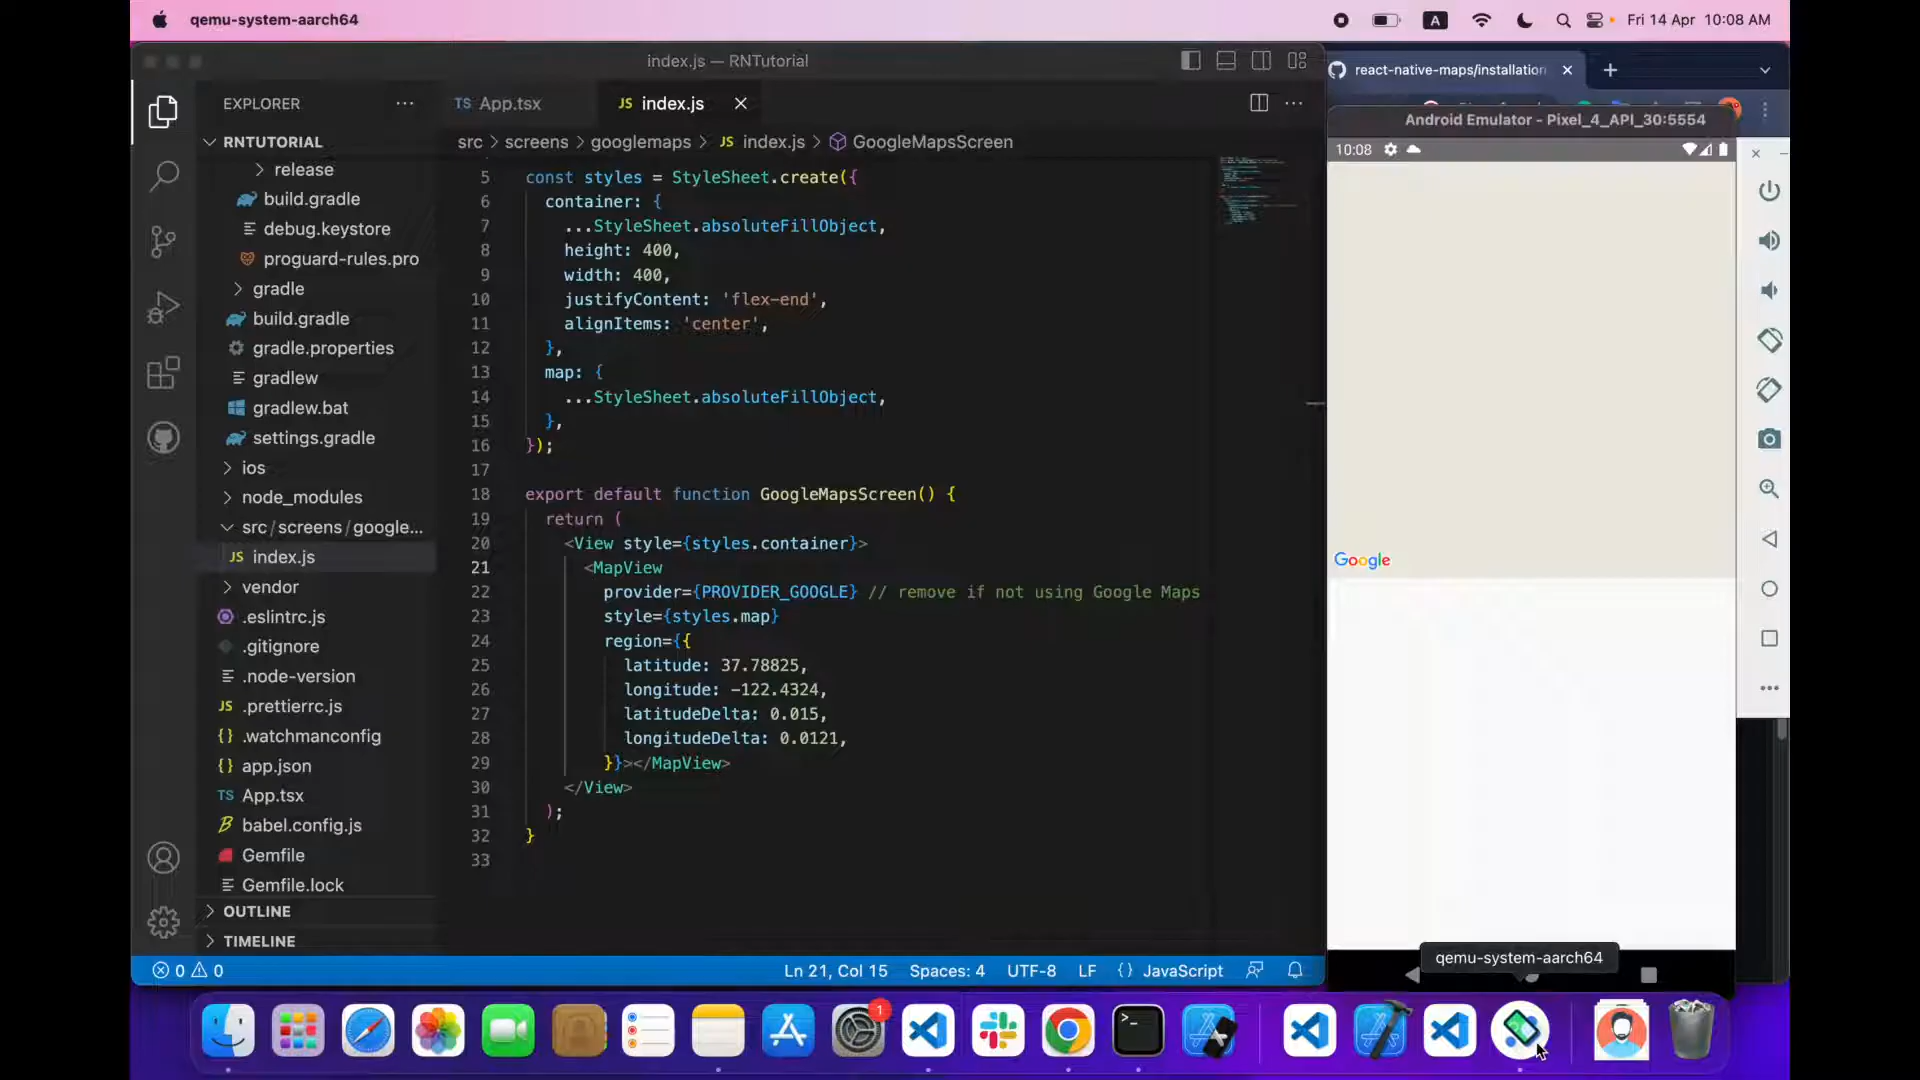 qemu-system-aarch64
A
Fri 14 Apr 10:08 AM
index.js — RNTutorial
react-native-maps/installation
EXPLORER
TS App.tsx
JS index.js
Android Emulator - Pixel_4_API_30:5554
RNTUTORIAL
src > screens > googlemaps > JS index.js > GoogleMapsScreen
10:08
release
build.gradle
debug.keystore
proguard-rules.pro
gradle
build.gradle
gradle.properties
gradlew
gradlew.bat
settings.gradle
ios
node_modules
src/screens/google...
JS index.js
vendor
.eslintrc.js
.gitignore
.node-version
JS .prettierrc.js
{} .watchmanconfig
{} app.json
TS App.tsx
babel.config.js
Gemfile
Gemfile.lock
OUTLINE
TIMELINE
5 const styles = StyleSheet.create({
6 container: {
7 ...StyleSheet.absoluteFillObject,
8 height: 400,
9 width: 400,
10 justifyContent: 'flex-end',
11 alignItems: 'center',
12 },
13 map: {
14 ...StyleSheet.absoluteFillObject,
15 },
16 });
17
18 export default function GoogleMapsScreen() {
19 return (
20 <View style={styles.container}>
21 <MapView
22 provider={PROVIDER_GOOGLE} // remove if not using Google Maps
23 style={styles.map}
24 region={{
25 latitude: 37.78825,
26 longitude: -122.4324,
27 latitudeDelta: 0.015,
28 longitudeDelta: 0.0121,
29 }}></MapView>
30 </View>
31 );
32 }
33
Google
qemu-system-aarch64
0 0
Ln 21, Col 15 Spaces: 4 UTF-8 LF {} JavaScript
1